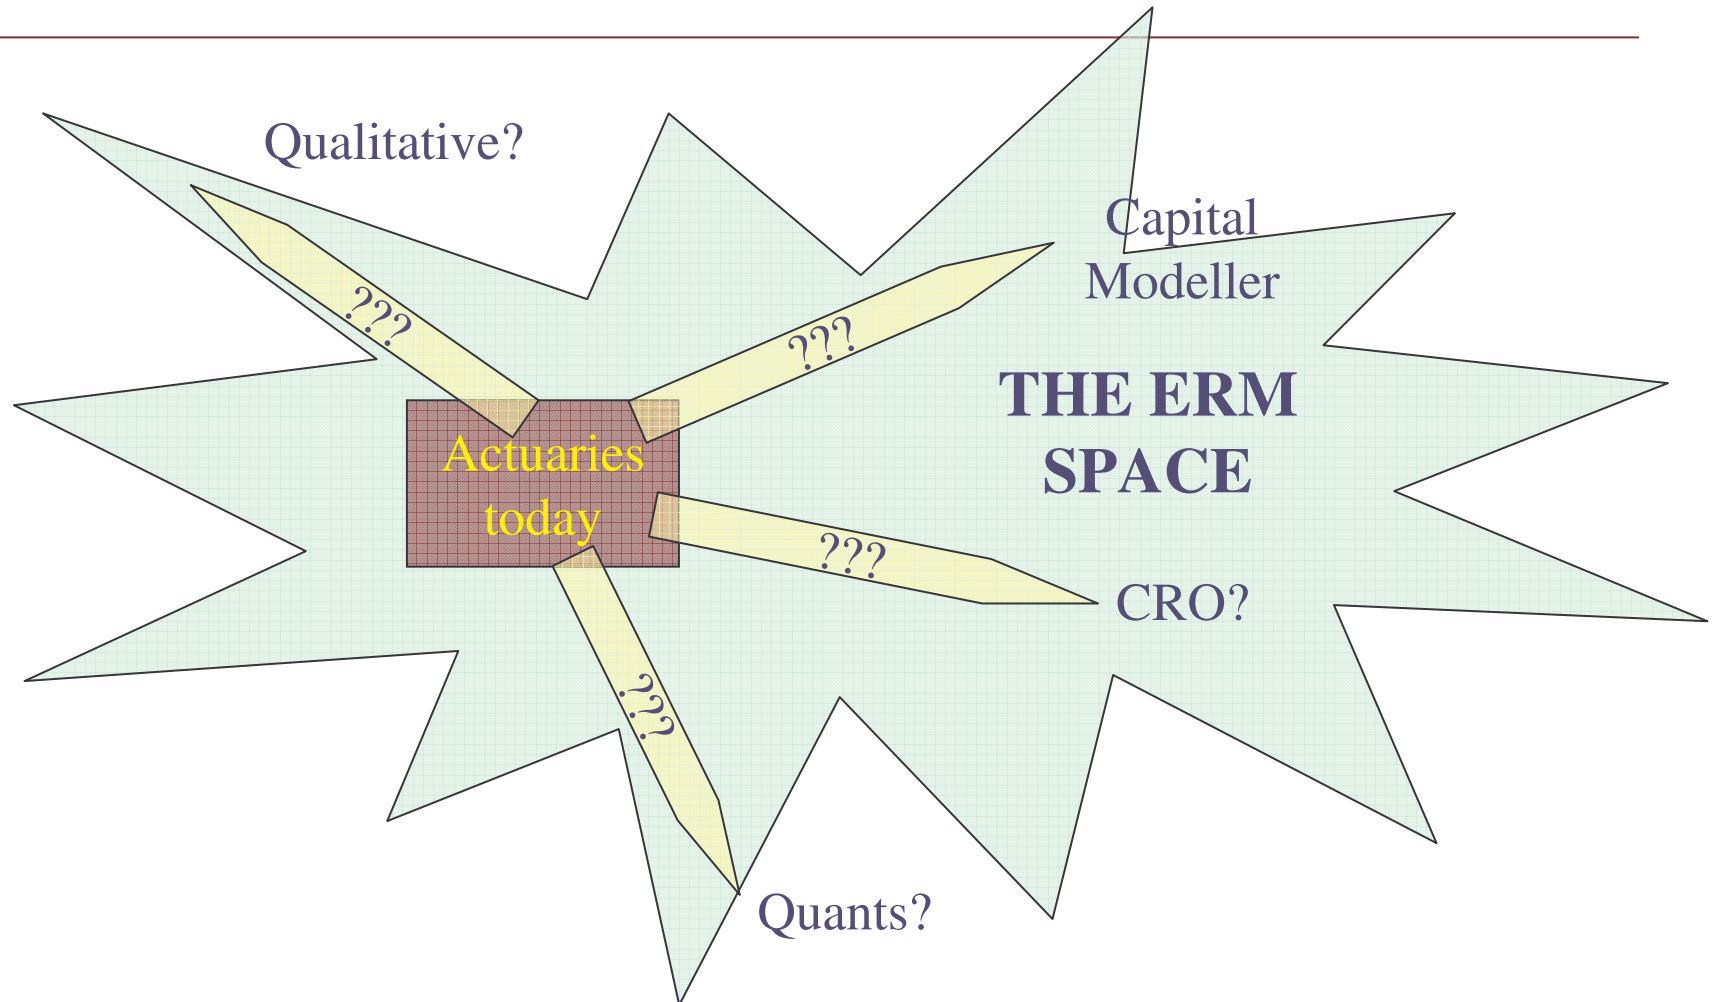 Qualitative?
Capital
Modeller
???
???
THE ERM
SPACE
Actuaries
today
???
CRO?
???
Quants?